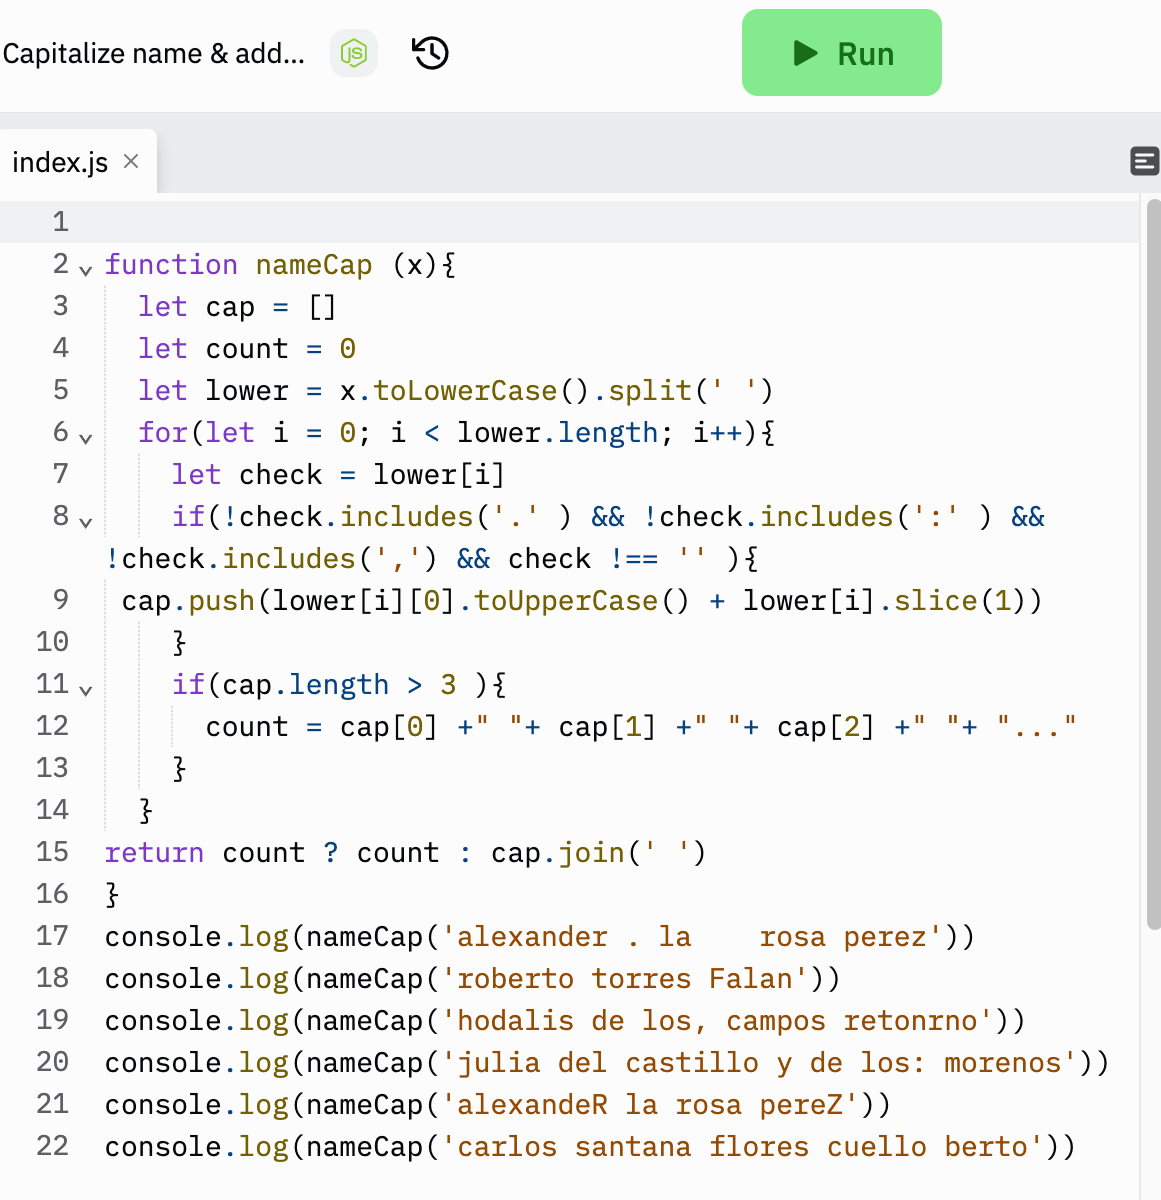 Capitalize name & add... JS Run
index.js ×
1
2 function nameCap (x){
3   let cap = []
4   let count = 0
5   let lower = x.toLowerCase().split(' ')
6   for(let i = 0; i < lower.length; i++){
7     let check = lower[i]
8     if(!check.includes('.' ) && !check.includes(':' ) &&
!check.includes(',') && check !== '' ){
9  cap.push(lower[i][0].toUpperCase() + lower[i].slice(1))
10     }
11     if(cap.length > 3 ){
12       count = cap[0] +" "+ cap[1] +" "+ cap[2] +" "+ "..."
13     }
14   }
15 return count ? count : cap.join(' ')
16 }
17 console.log(nameCap('alexander . la    rosa perez'))
18 console.log(nameCap('roberto torres Falan'))
19 console.log(nameCap('hodalis de los, campos retonrno'))
20 console.log(nameCap('julia del castillo y de los: morenos'))
21 console.log(nameCap('alexandeR la rosa pereZ'))
22 console.log(nameCap('carlos santana flores cuello berto'))